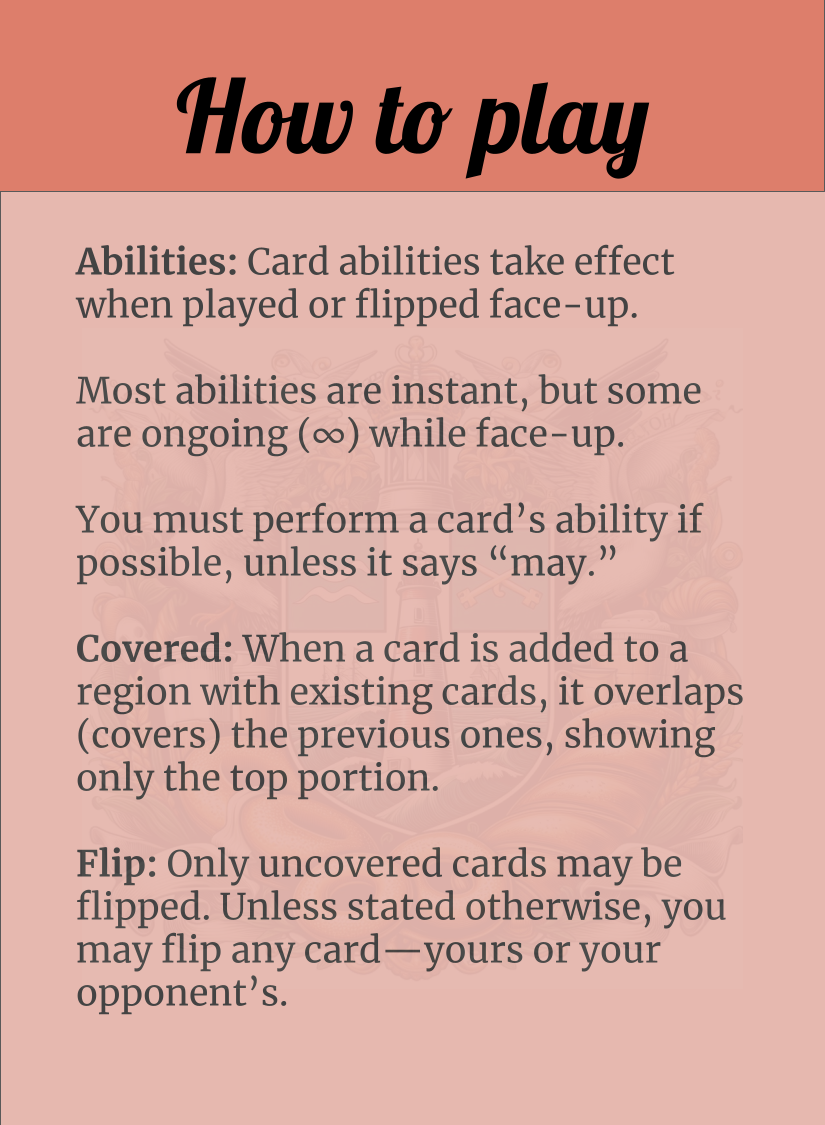 How to play
Abilities: Card abilities take effect
when played or flipped face-up.
Most abilities are instant, but some
are ongoing (∞) while face-up.
You must perform a card’s ability if
possible, unless it says “may.”
Covered: When a card is added to a
region with existing cards, it overlaps
(covers) the previous ones, showing
only the top portion.
Flip: Only uncovered cards may be
flipped. Unless stated otherwise, you
may flip any card—yours or your
opponent’s.